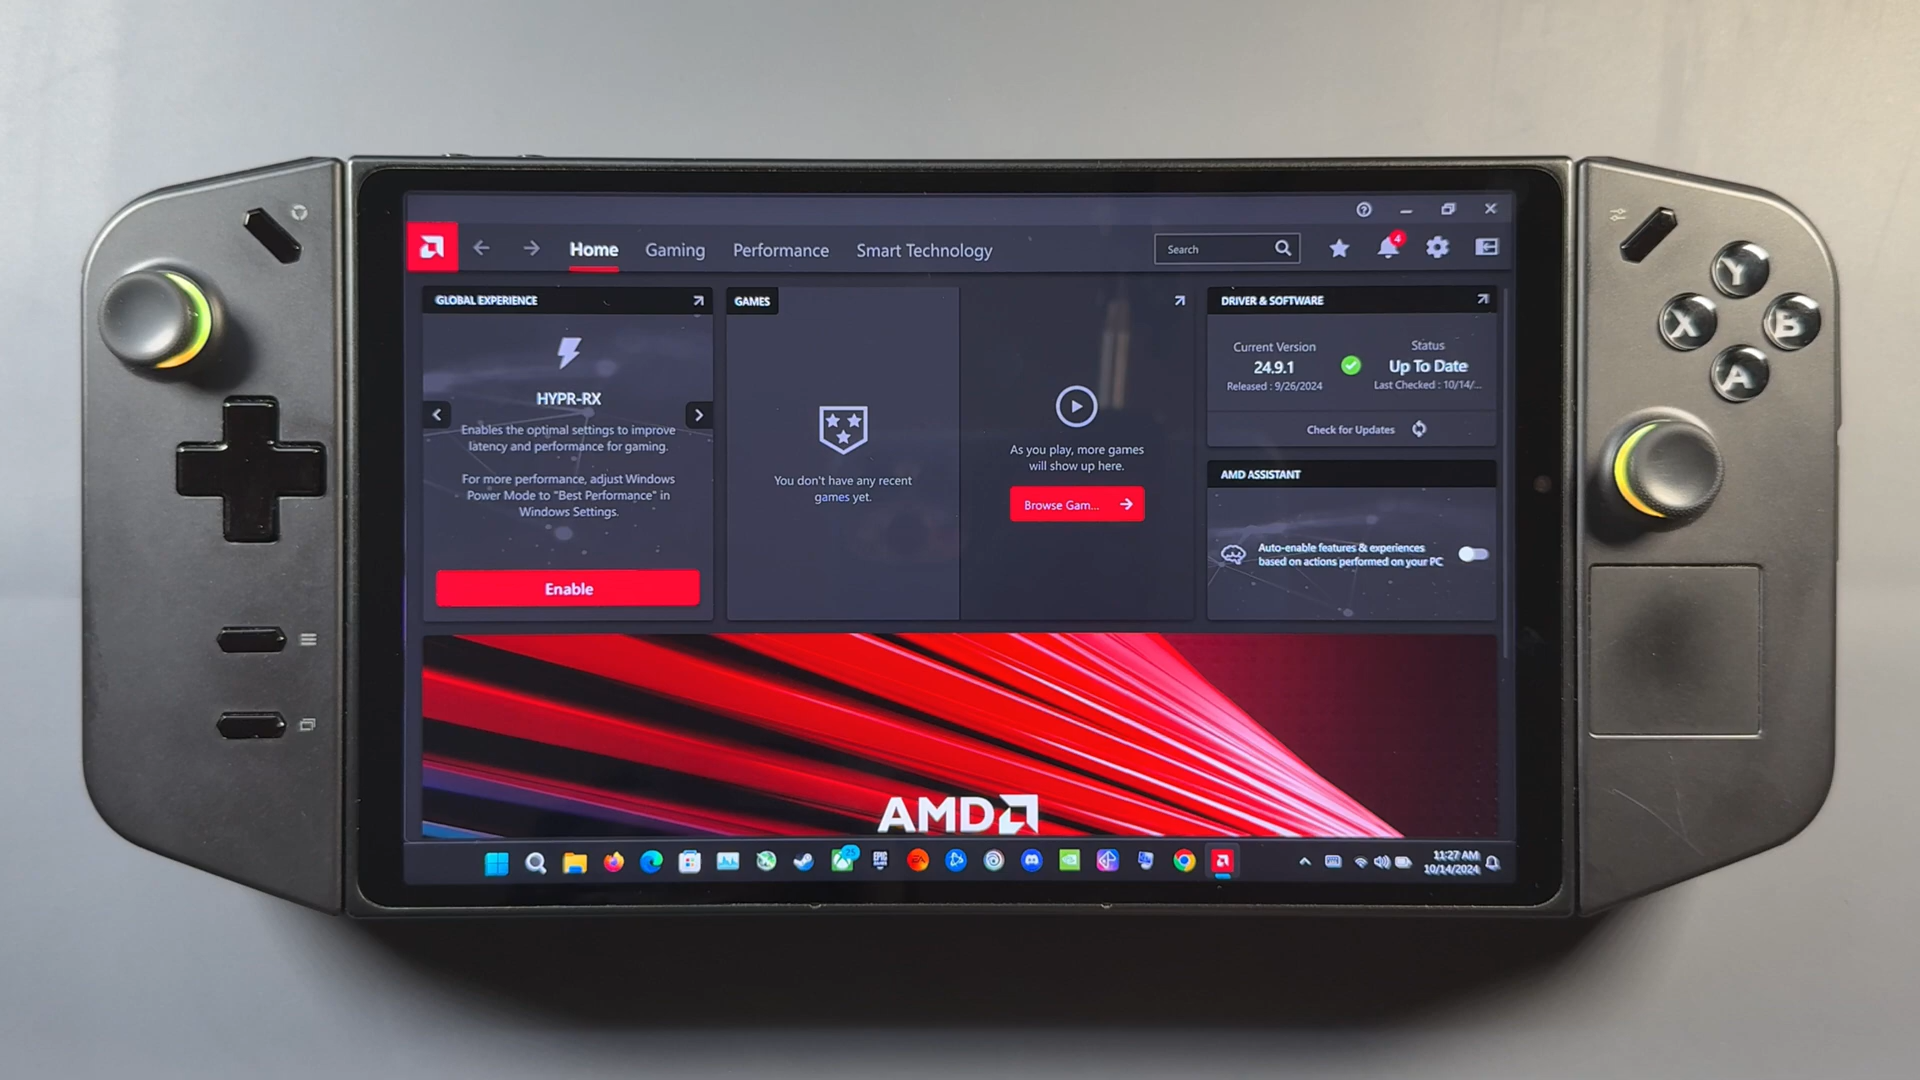 Home
Gaming
Performance
Smart Technology
Search
4
GLOBAL EXPERIENCE
HYPR-RX
Enables the optimal settings to improve
latency and performance for gaming.
For more performance, adjust Windows
Power Mode to "Best Performance" in
Windows Settings.
Enable
GAMES
You don't have any recent
games yet.
As you play, more games
will show up here.
Browse Gam...
DRIVER & SOFTWARE
Current Version
24.9.1
Released : 9/26/2024
Status
Up To Date
Last Checked : 10/14/...
Check for Updates
AMD ASSISTANT
Auto-enable features & experiences
based on actions performed on your PC
AMD
EPIC
EA
11:27 AM
10/14/2024
Y
X
B
A